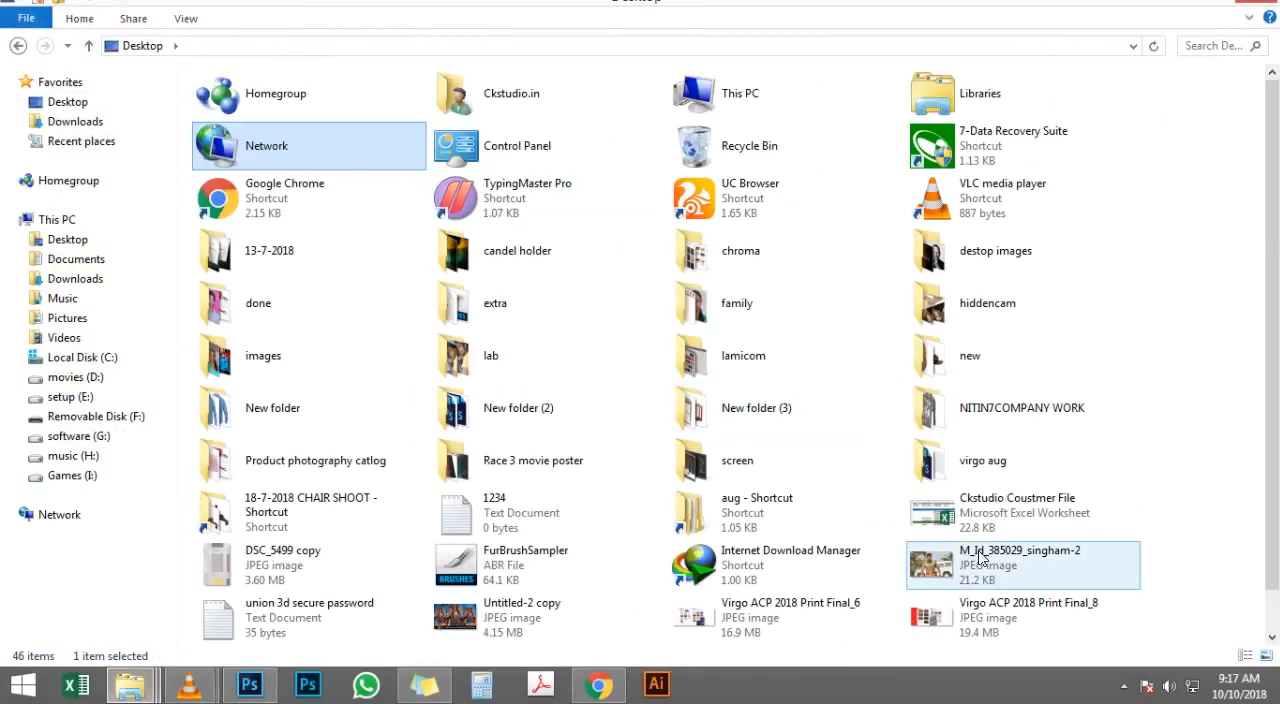 File Home Share View
Desktop
Search De...
Favorites
Desktop
Downloads
Recent places
Homegroup
This PC
Desktop
Documents
Downloads
Music
Pictures
Videos
Local Disk (C:)
movies (D:)
setup (E:)
Removable Disk (F:)
software (G:)
music (H:)
Games (I:)
Network
Homegroup
Ckstudio.in
This PC
Libraries
Network
Control Panel
Recycle Bin
7-Data Recovery Suite
Shortcut
1.13 KB
Google Chrome
Shortcut
2.15 KB
TypingMaster Pro
Shortcut
1.07 KB
UC Browser
Shortcut
1.65 KB
VLC media player
Shortcut
887 bytes
13-7-2018
candel holder
chroma
destop images
done
extra
family
hiddencam
images
lab
lamicom
new
New folder
New folder (2)
New folder (3)
NITIN7COMPANY WORK
Product photography catlog
Race 3 movie poster
screen
virgo aug
18-7-2018 CHAIR SHOOT -
Shortcut
Shortcut
1234
Text Document
0 bytes
aug - Shortcut
Shortcut
1.05 KB
Ckstudio Coustmer File
Microsoft Excel Worksheet
22.8 KB
DSC_5499 copy
JPEG image
3.60 MB
BRUSHES
FurBrushSampler
ABR File
64.1 KB
Internet Download Manager
Shortcut
1.00 KB
M_Id_385029_singham-2
JPEG image
21.2 KB
union 3d secure password
Text Document
35 bytes
Untitled-2 copy
JPEG image
4.15 MB
Virgo ACP 2018 Print Final_6
JPEG image
16.9 MB
Virgo ACP 2018 Print Final_8
JPEG image
19.4 MB
46 items 1 item selected
Ps
Ps
Ai
9:17 AM
10/10/2018